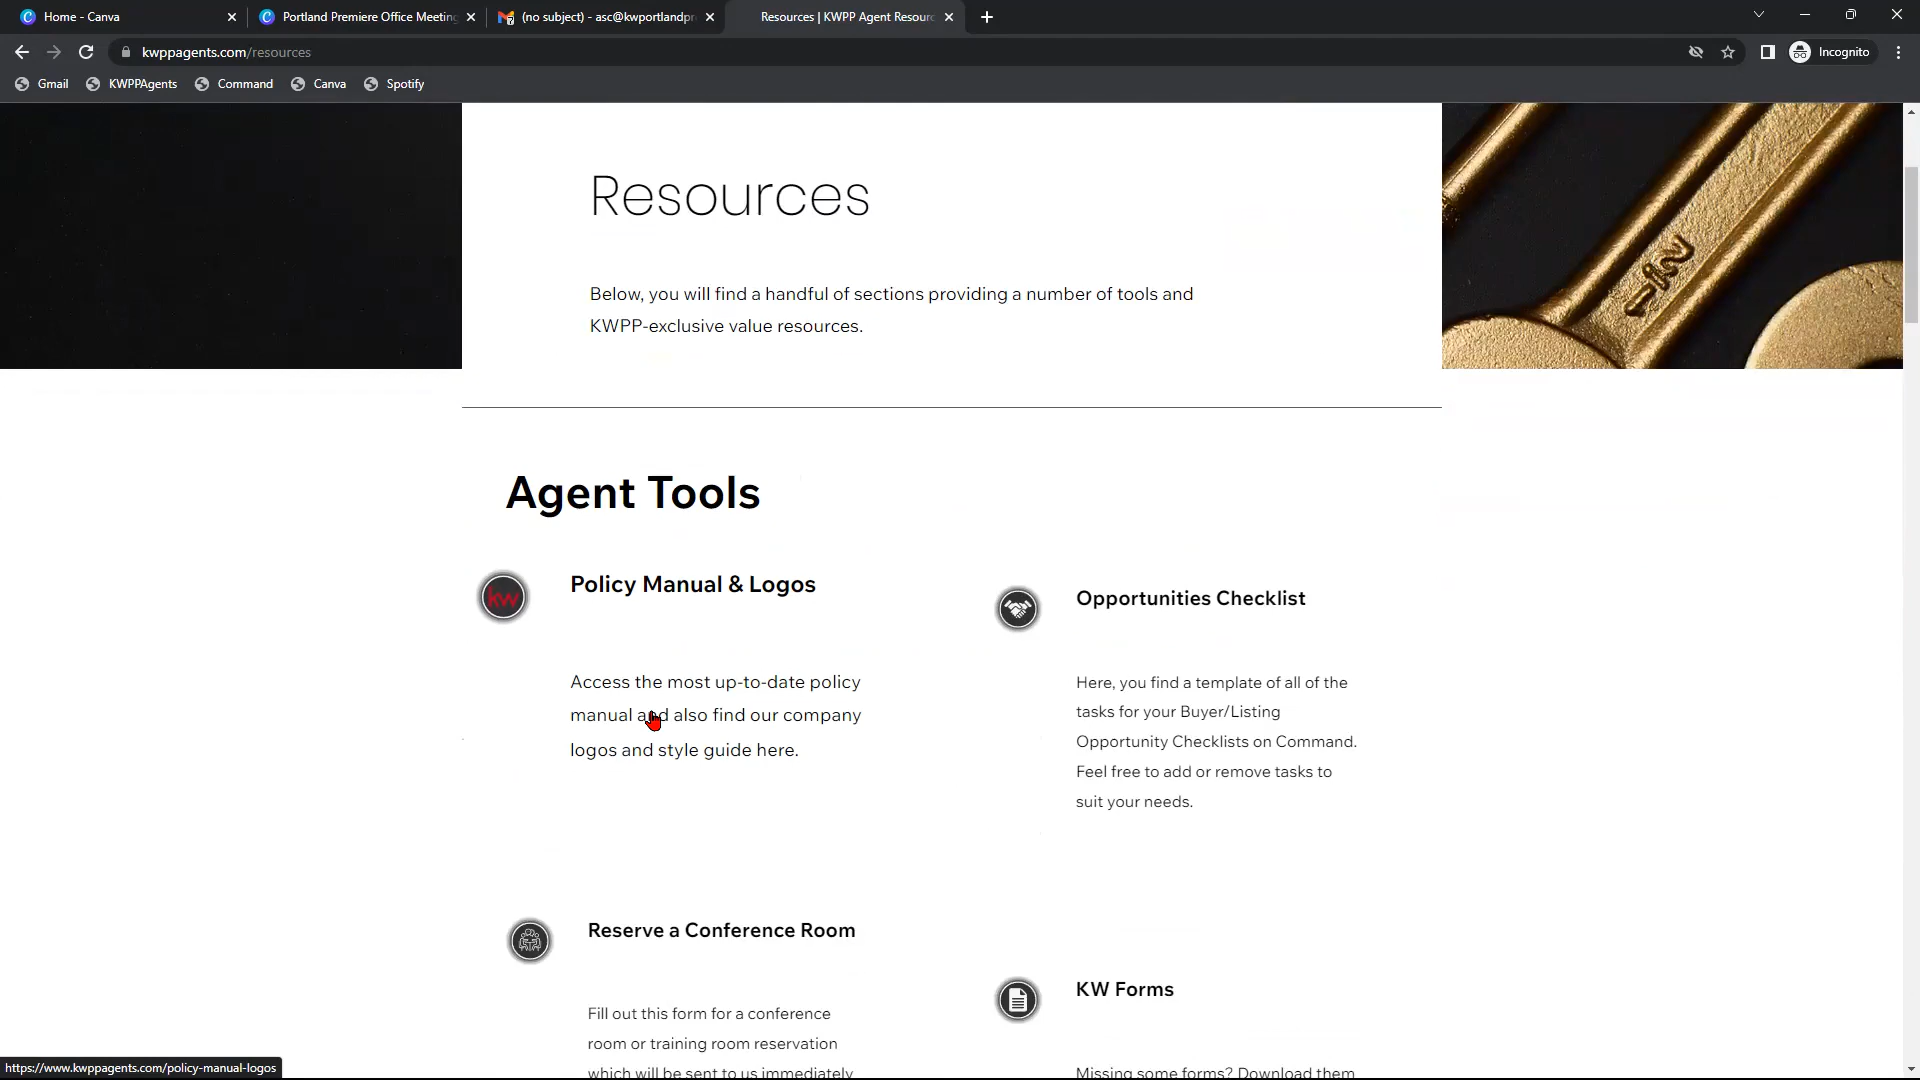 Home - Canva
Portland Premiere Office Meeting
(no subject) - asc@kwportlandpr
Resources | KWPP Agent Resourc
kwppagents.com/resources
Incognito
Gmail
KWPPAgents
Command
Canva
Spotify
Resources
Below, you will find a handful of sections providing a number of tools and
KWPP-exclusive value resources.
Agent Tools
kw
Policy Manual & Logos
Access the most up-to-date policy
manual and also find our company
logos and style guide here.
Opportunities Checklist
Here, you find a template of all of the
tasks for your Buyer/Listing
Opportunity Checklists on Command.
Feel free to add or remove tasks to
suit your needs.
Reserve a Conference Room
Fill out this form for a conference
room or training room reservation
which will be sent to us immediately
KW Forms
Missing some forms? Download them
https://www.kwppagents.com/policy-manual-logos